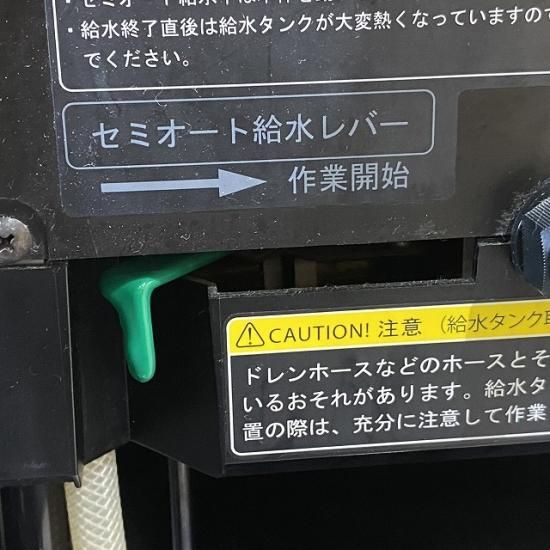 ・給水終了直後は給水タンクが大変熱くなっていますので
でください。
セミオート給水レバー
作業開始
CAUTION! 注意 (給水タンク
ドレンホースなどのホースとそ
いるおそれがあります。給水タ
置の際は、充分に注意して作業